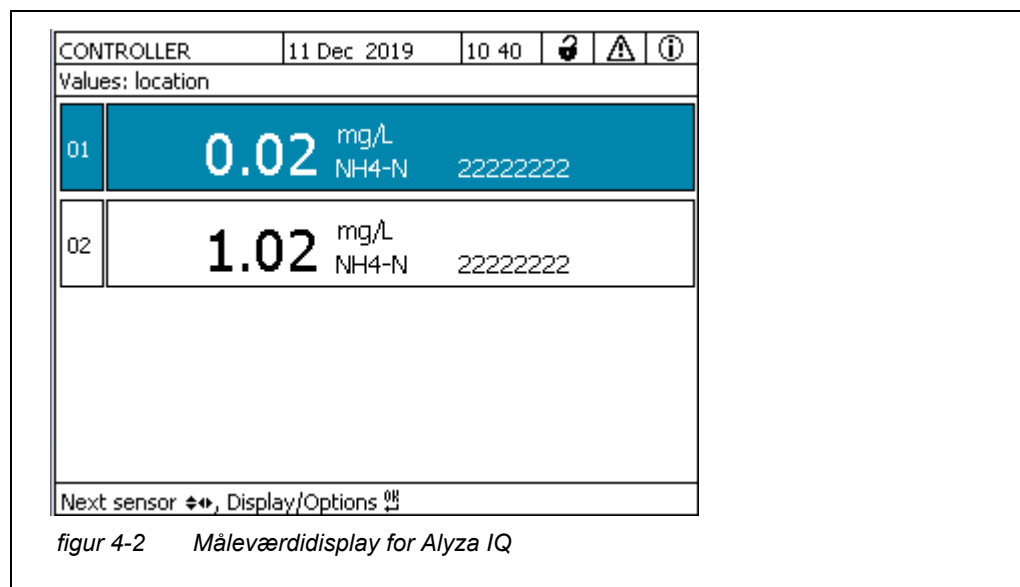 CONTROLLER 11 Dec 2019 10 40
Values: location
01 0.02 mg/L NH4-N 22222222
02 1.02 mg/L NH4-N 22222222
Next sensor, Display/Options OK
figur 4-2 Måleværdidisplay for Alyza IQ